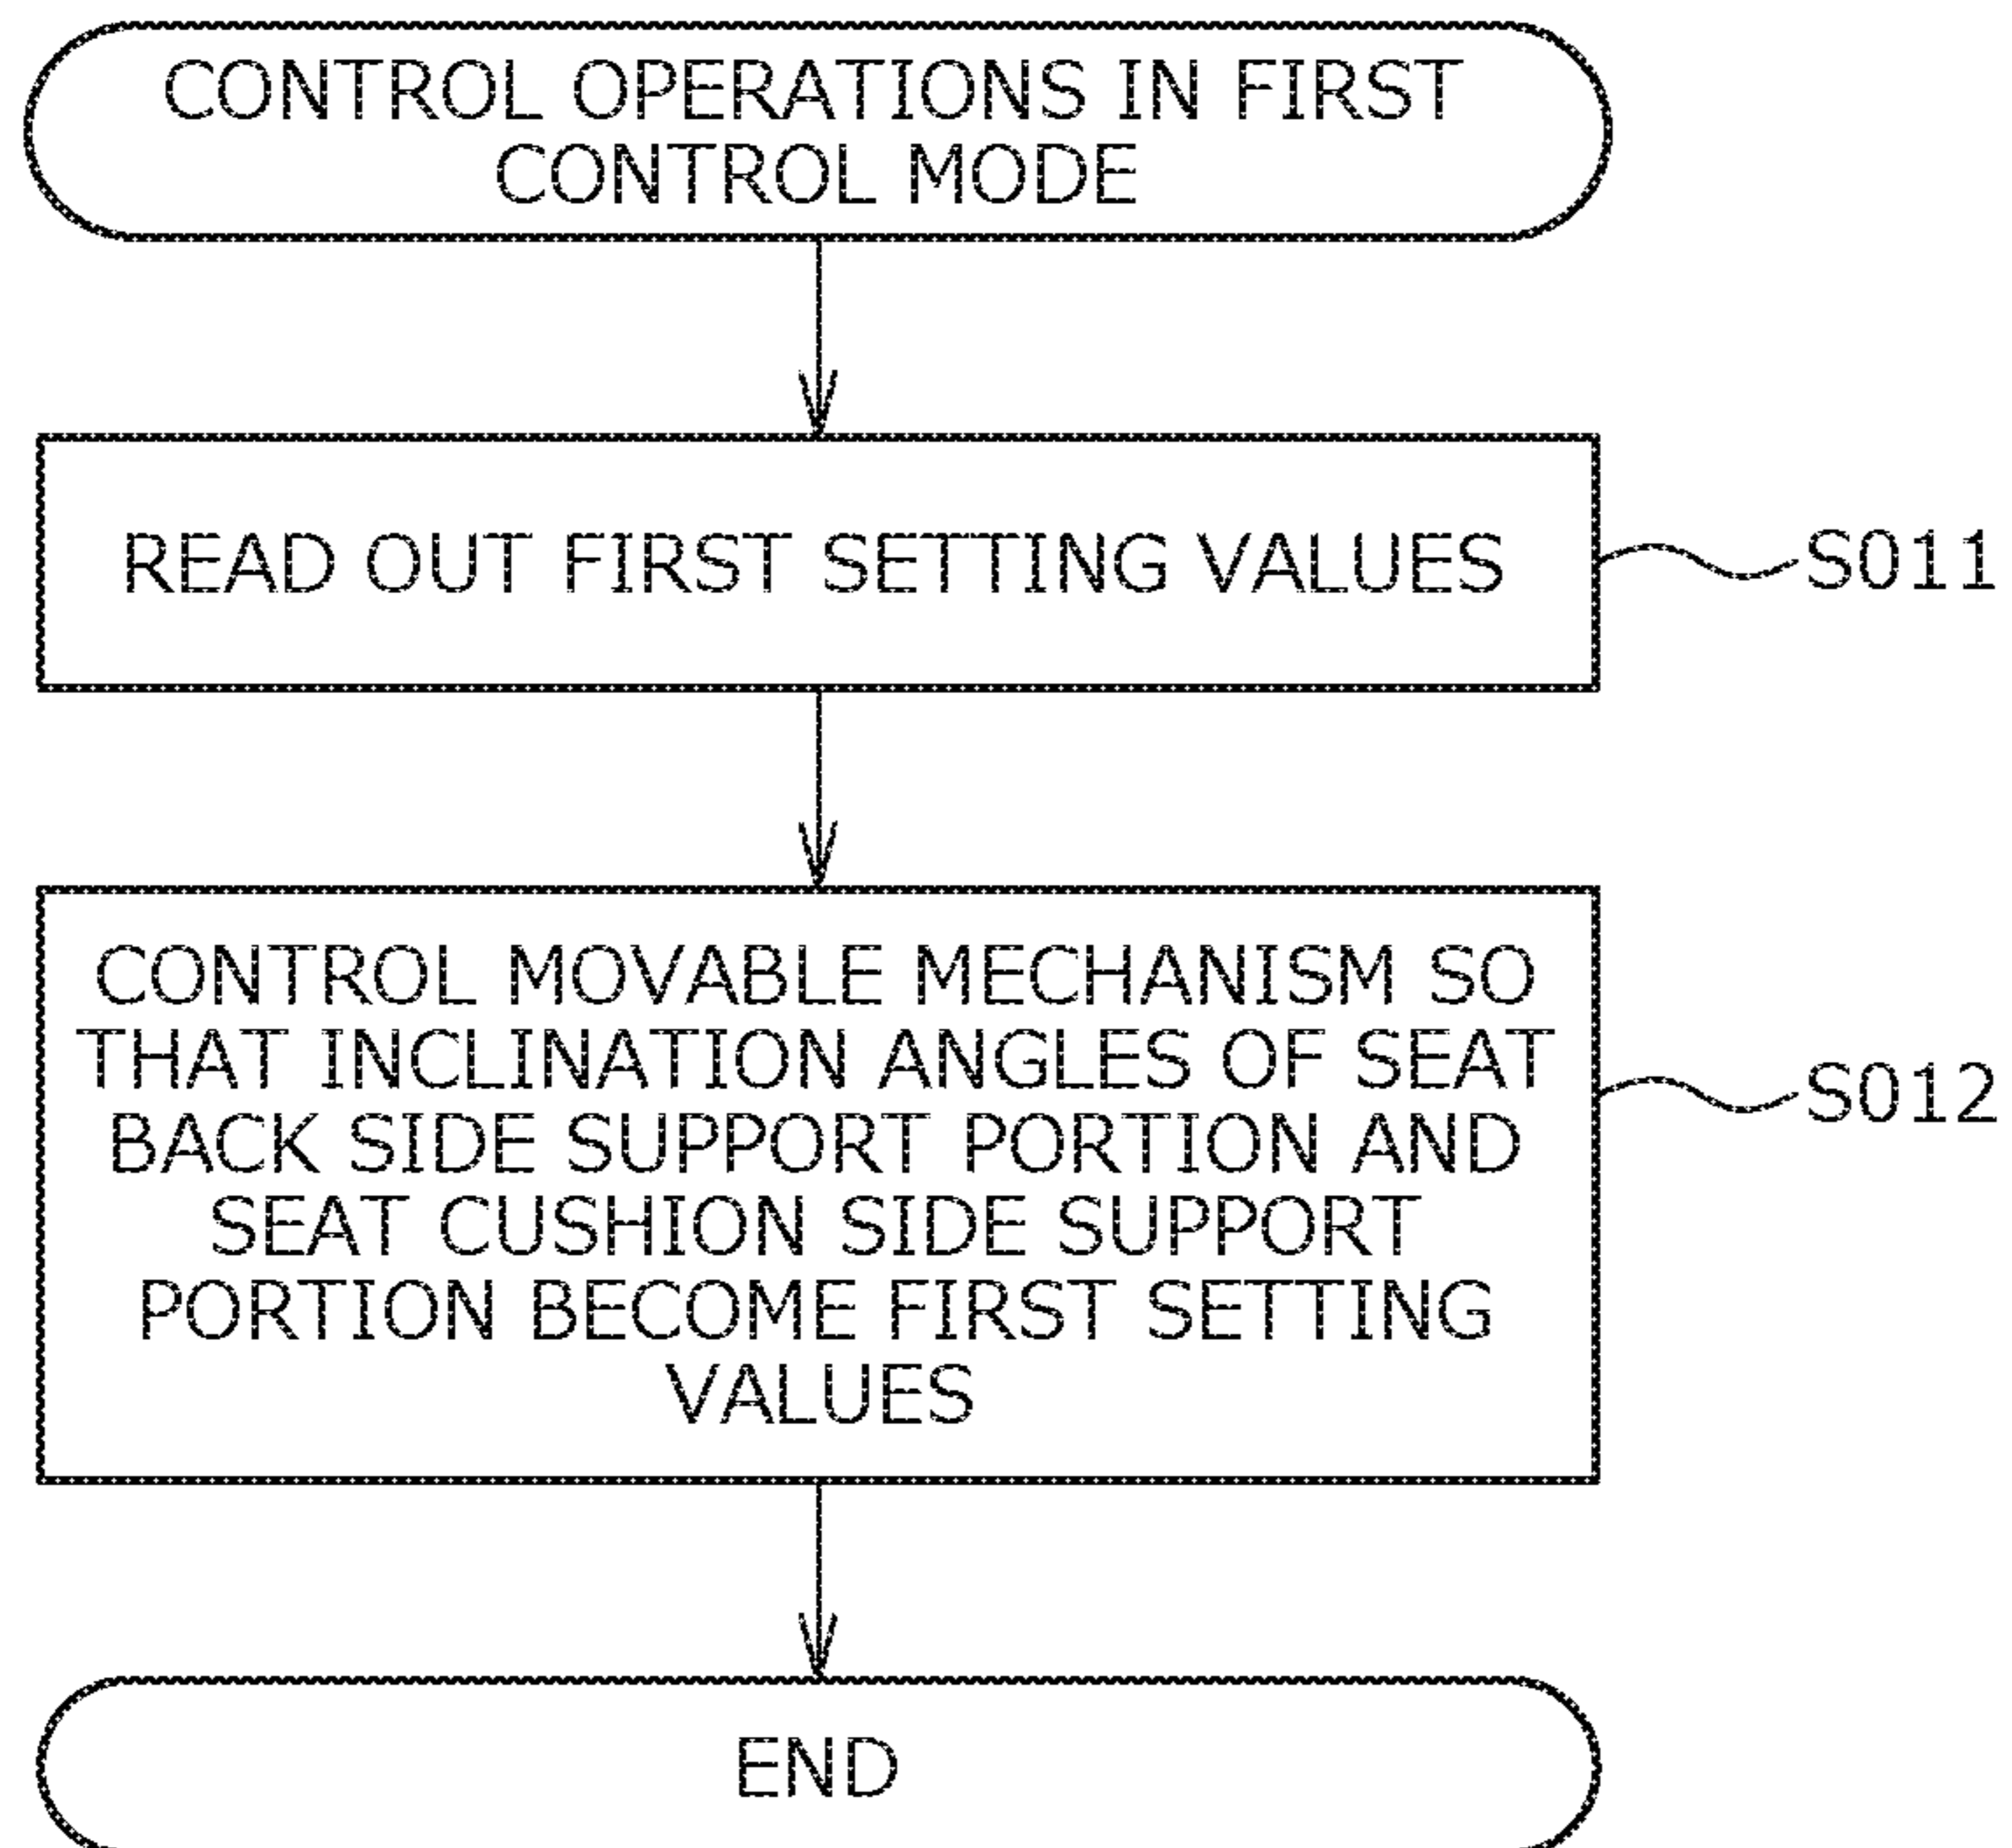 CONTROL OPERATIONS IN FIRST
CONTROL MODE
READ OUT FIRST SETTING VALUES
S011
CONTROL MOVABLE MECHANISM SO
THAT INCLINATION ANGLES OF SEAT
BACK SIDE SUPPORT PORTION AND
SEAT CUSHION SIDE SUPPORT
PORTION BECOME FIRST SETTING
VALUES
S012
END